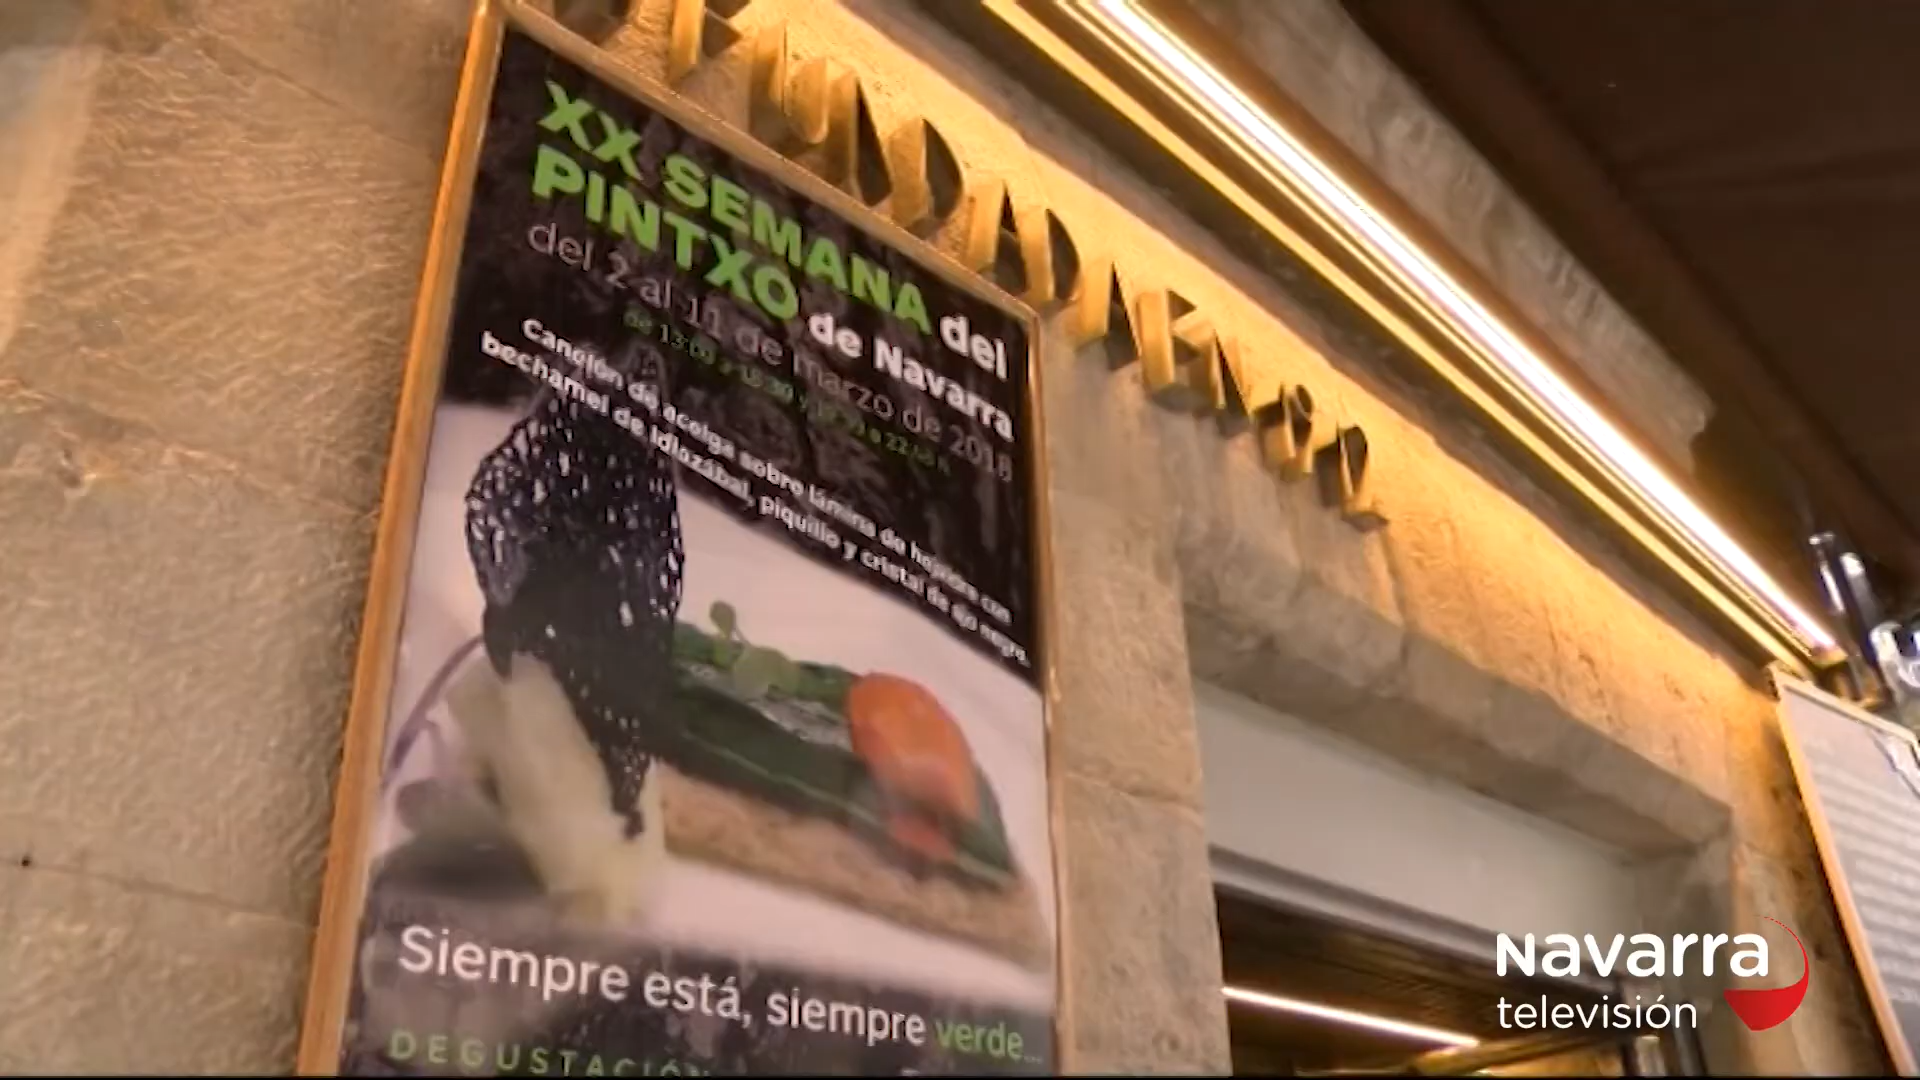 XX SEMANA del
PINTXO de Navarra
del 2 al 11 de marzo de 2018
Canelón de acelga sobre lámina de hojaldre con
bechamel de Idiazábal, piquillo y cristal de ajo negro.
Siempre está, siempre verde...
DEGUSTACIÓN
Navarra
televisión